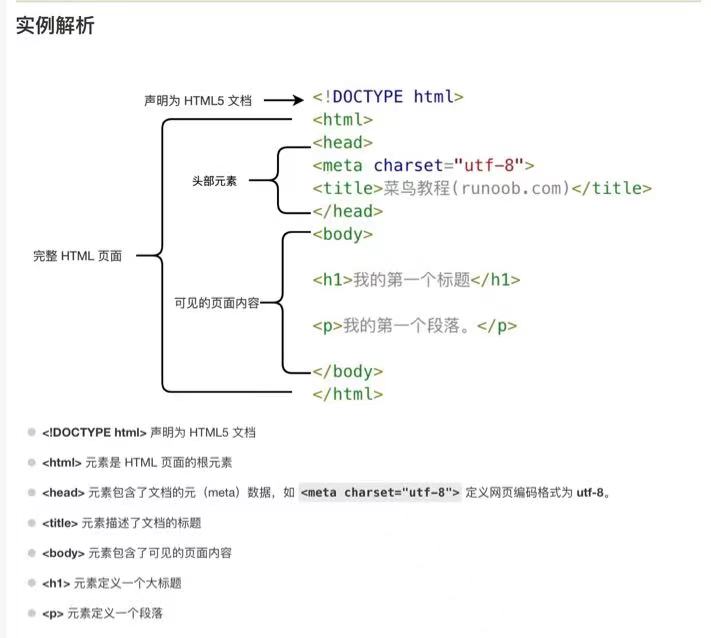 实例解析
声明为 HTML5 文档
<!DOCTYPE html>
<html>
<head>
<meta charset="utf-8">
头部元素
<title>菜鸟教程(runoob.com)</title>
</head>
<body>
完整 HTML 页面
<h1>我的第一个标题</h1>
可见的页面内容
<p>我的第一个段落。</p>
</body>
</html>
<!DOCTYPE html> 声明为 HTML5 文档
<html> 元素是 HTML 页面的根元素
<head> 元素包含了文档的元（meta）数据，如 <meta charset="utf-8"> 定义网页编码格式为 utf-8。
<title> 元素描述了文档的标题
<body> 元素包含了可见的页面内容
<h1> 元素定义一个大标题
<p> 元素定义一个段落